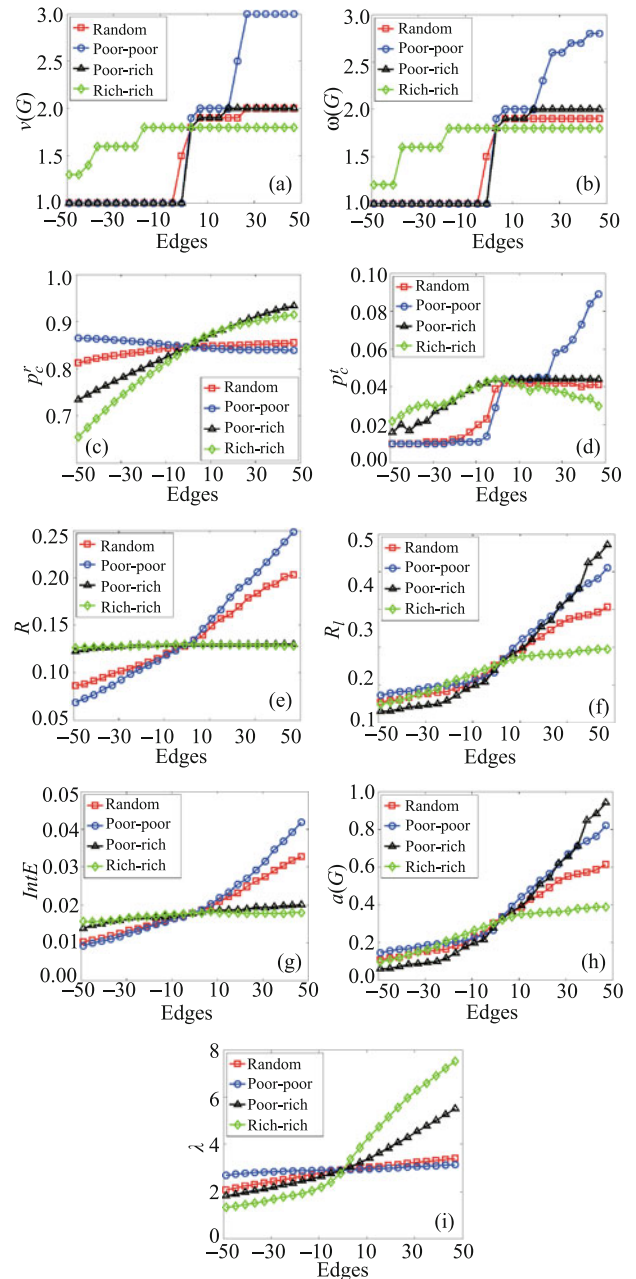 3.0
2.5
2.0
1.5
1.0
v(G)
Random
Poor-poor
Poor-rich
Rich-rich
(a)
−50 −30 −10 10 30 50
Edges
3.0
2.5
2.0
1.5
1.0
ω(G)
Random
Poor-poor
Poor-rich
Rich-rich
(b)
−50 −30 −10 10 30 50
Edges
1.0
0.9
0.8
0.7
0.6
p_c^r
Random
Poor-poor
Poor-rich
Rich-rich
(c)
−50 −30 −10 10 30 50
Edges
0.10
0.08
0.06
0.04
0.02
0.00
p_c^t
Random
Poor-poor
Poor-rich
Rich-rich
(d)
−50 −30 −10 10 30 50
Edges
0.25
0.20
0.15
0.10
0.05
R
Random
Poor-poor
Poor-rich
Rich-rich
(e)
−50 −30 −10 10 30 50
Edges
0.5
0.4
0.3
0.2
0.1
R_l
Random
Poor-poor
Poor-rich
Rich-rich
(f)
−50 −30 −10 10 30 50
Edges
0.05
0.04
0.03
0.02
0.01
0.00
IntE
Random
Poor-poor
Poor-rich
Rich-rich
(g)
−50 −30 −10 10 30 50
Edges
1.0
0.8
0.6
0.4
0.2
0.0
a(G)
Random
Poor-poor
Poor-rich
Rich-rich
(h)
−50 −30 −10 10 30 50
Edges
8
6
4
2
0
λ
Random
Poor-poor
Poor-rich
Rich-rich
(i)
−50 −30 −10 10 30 50
Edges